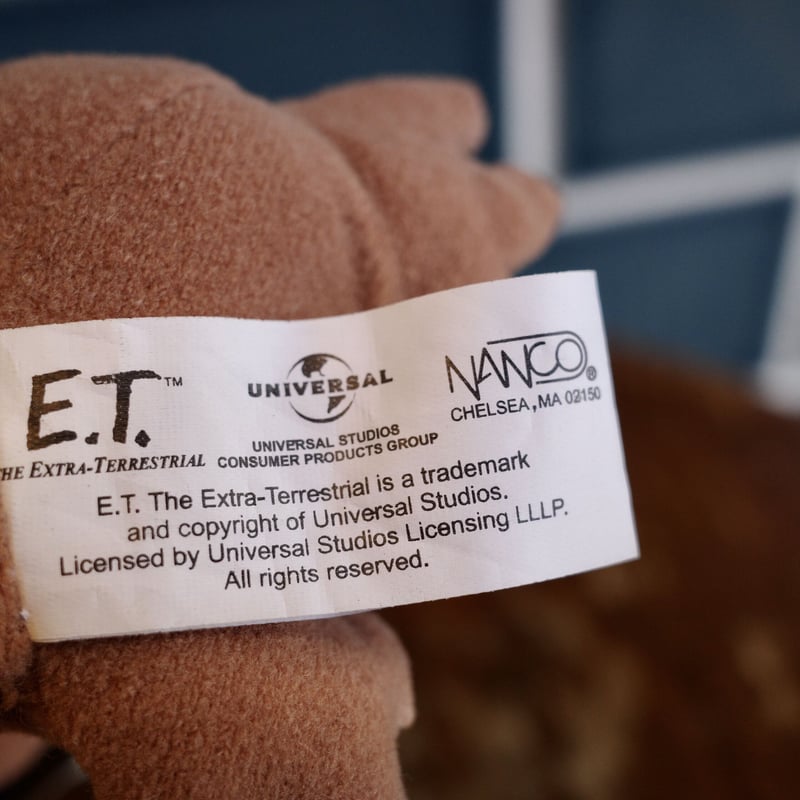 E.T.™
THE EXTRA-TERRESTRIAL
UNIVERSAL
UNIVERSAL STUDIOS
CONSUMER PRODUCTS GROUP
NANCO®
CHELSEA, MA 02150
E.T. The Extra-Terrestrial is a trademark
and copyright of Universal Studios.
Licensed by Universal Studios Licensing LLLP.
All rights reserved.